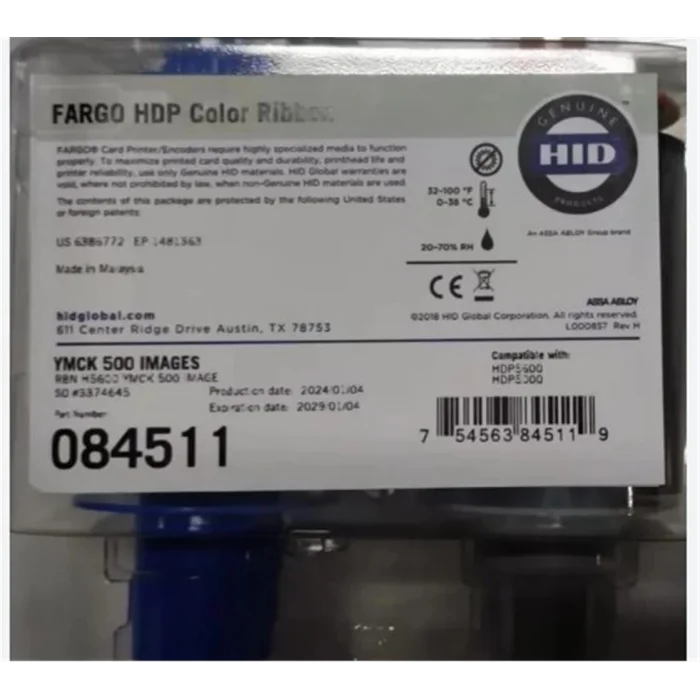 FARGO HDP Color Ribbon
FARGO® Card Printer/Encoders require highly specialized media to function
properly. To maximize printed card quality and durability, printhead life and
printer reliability, use only Genuine HID materials. HID Global warranties are
void, where not prohibited by law, when non-Genuine HID materials are used.
The contents of this package are protected by the following United States
or foreign patents:
US 6386772 EP 1481363
Made in Malaysia
hidglobal.com
611 Center Ridge Drive Austin, TX 78753
GENUINE
HID
PRODUCTS
™
An ASSA ABLOY Group brand
32-100 °F
0-38 °C
20-70% RH
CE
ASSA ABLOY
©2018 HID Global Corporation. All rights reserved.
L000857 Rev H
YMCK 500 IMAGES
RBN H5600 YMCK 500 IMAGE
SO #3374645
Production date: 2024/01/04
Expiration date: 2029/01/04
Part Number
084511
Compatible with:
HDP5600
7 54563 84511 9